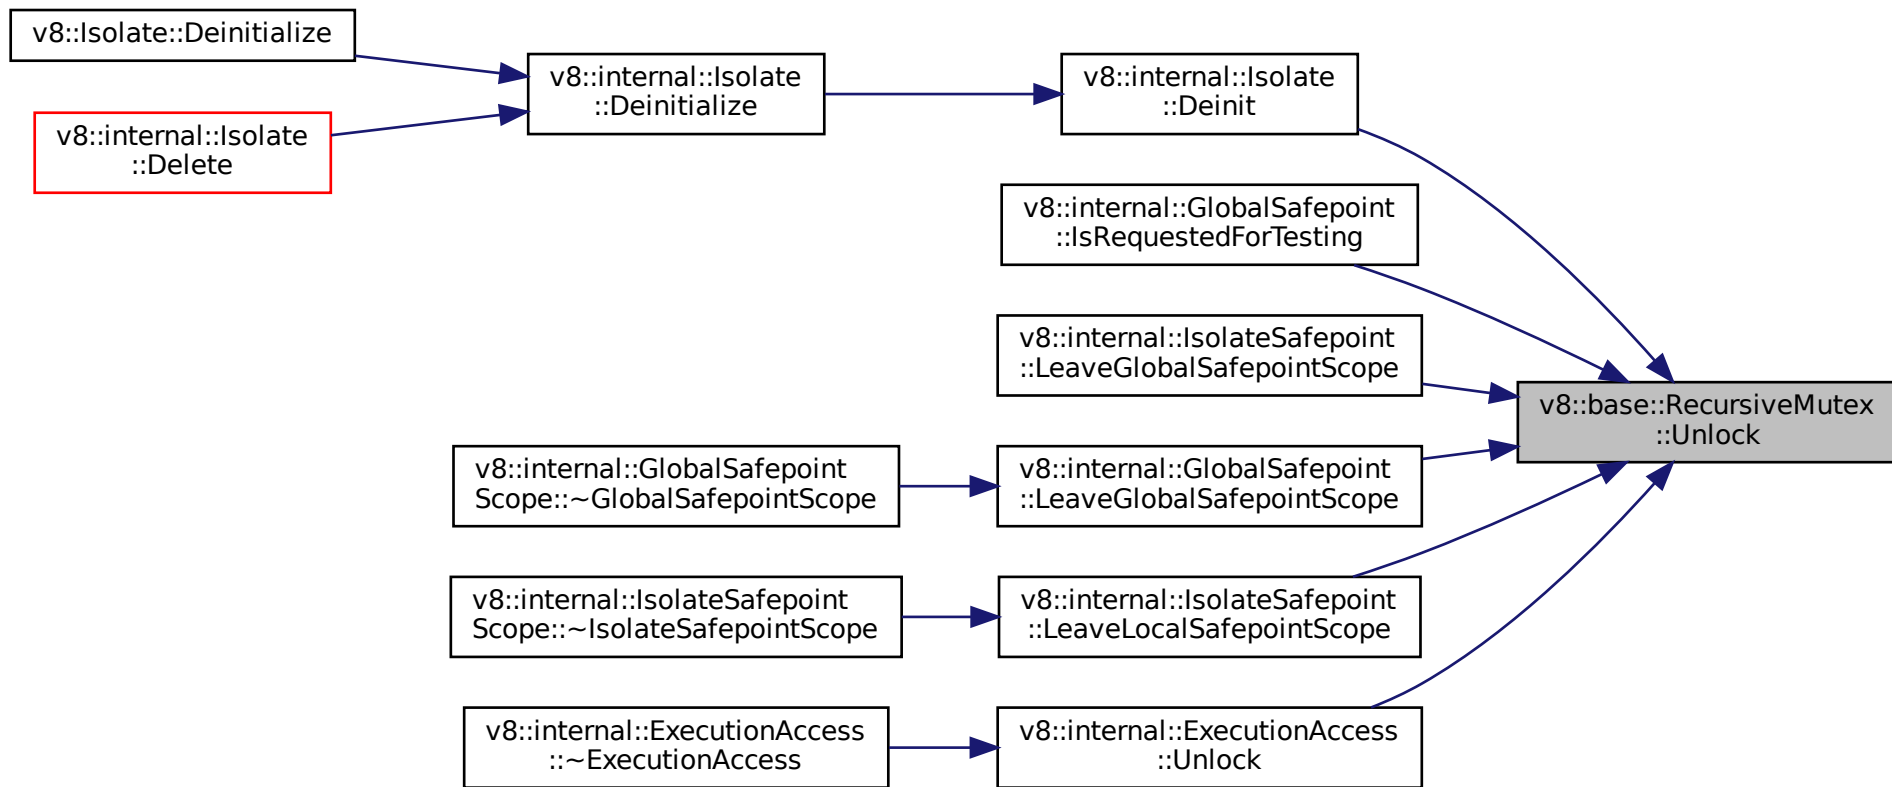 v8::Isolate::Deinitialize
v8::internal::Isolate
::Delete
v8::internal::Isolate
::Deinitialize
v8::internal::Isolate
::Deinit
v8::internal::GlobalSafepoint
::IsRequestedForTesting
v8::internal::IsolateSafepoint
::LeaveGlobalSafepointScope
v8::internal::GlobalSafepoint
Scope::~GlobalSafepointScope
v8::internal::GlobalSafepoint
::LeaveGlobalSafepointScope
v8::internal::IsolateSafepoint
Scope::~IsolateSafepointScope
v8::internal::IsolateSafepoint
::LeaveLocalSafepointScope
v8::internal::ExecutionAccess
::~ExecutionAccess
v8::internal::ExecutionAccess
::Unlock
v8::base::RecursiveMutex
::Unlock